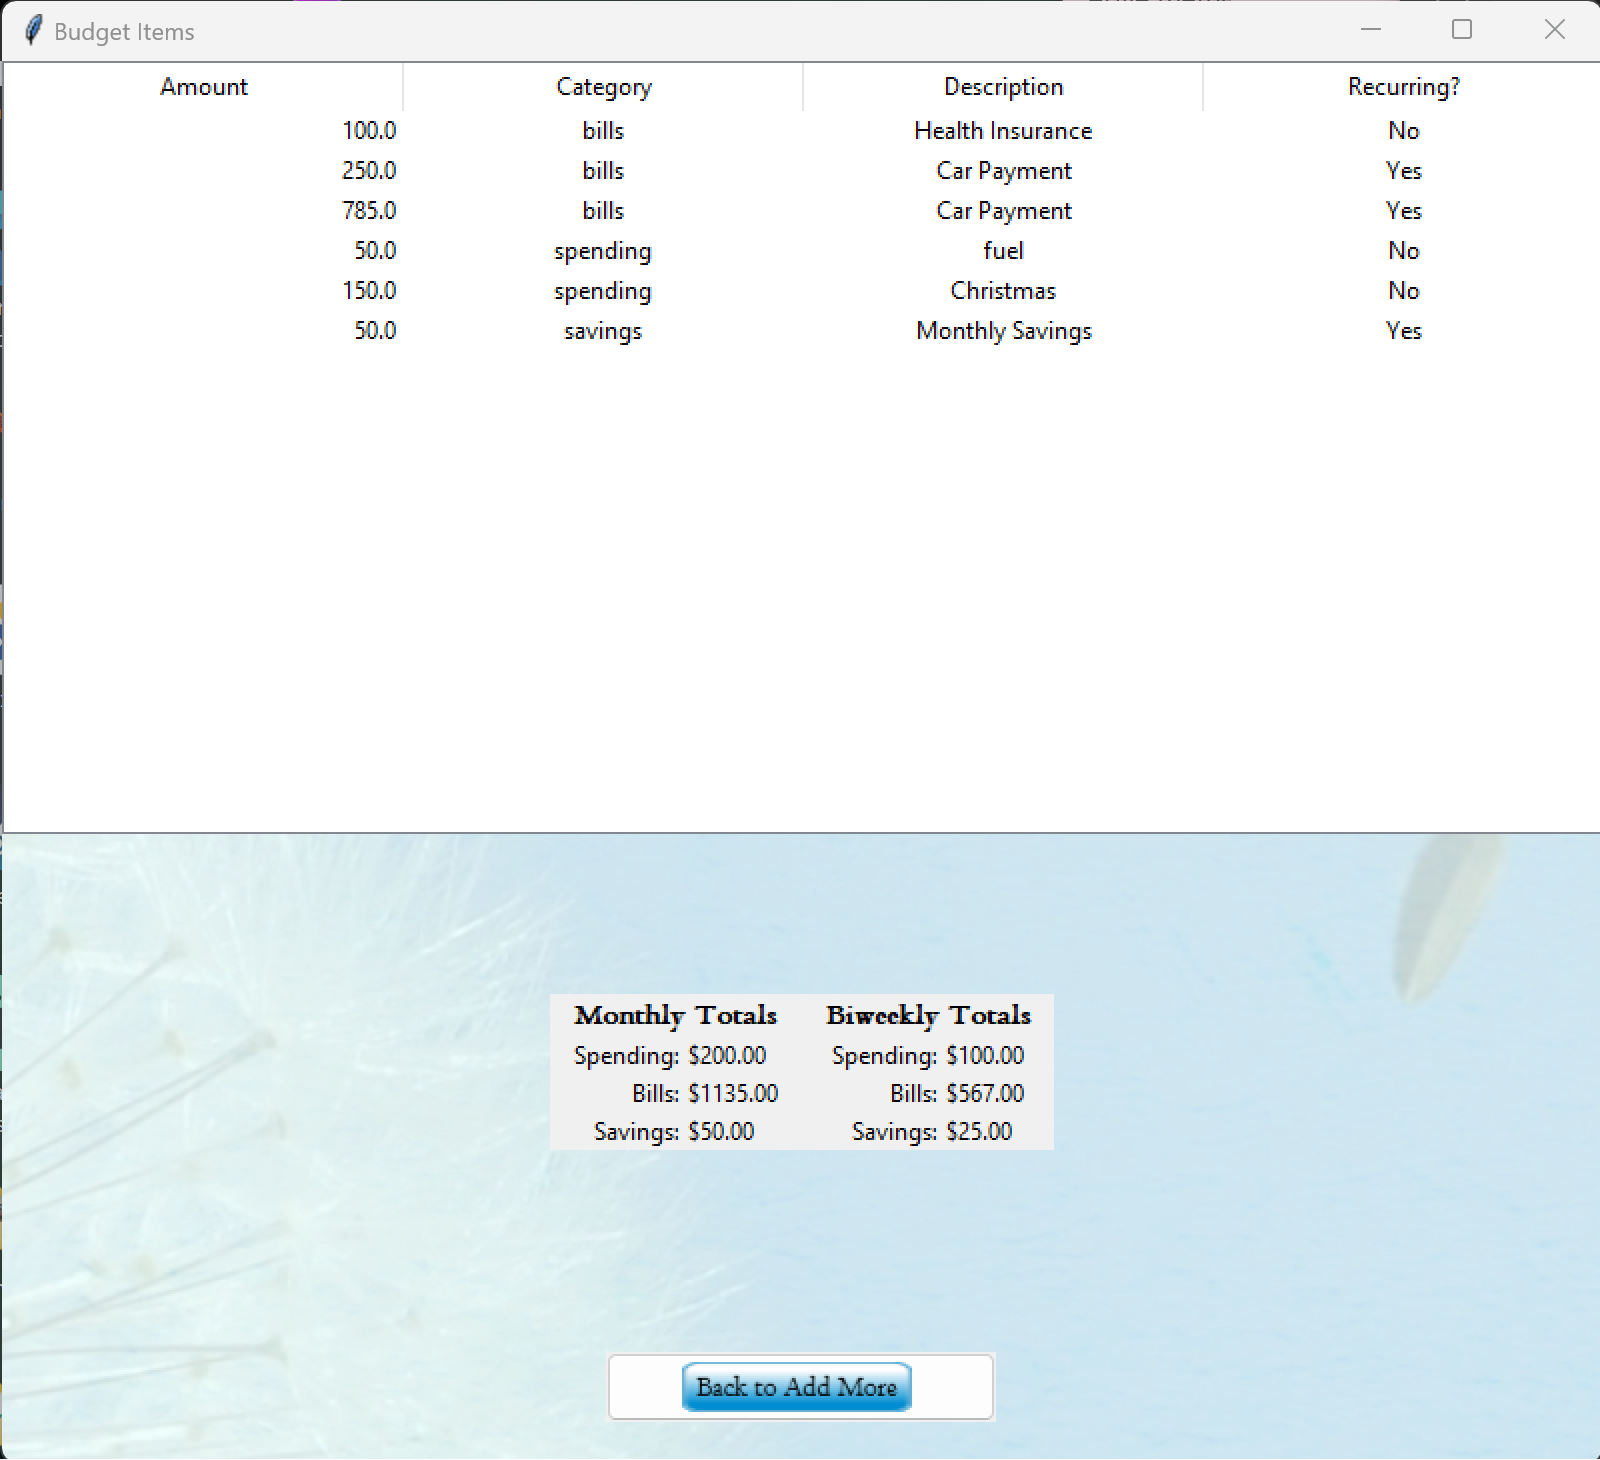 Budget Items
Amount Category Description Recurring?
100.0 bills Health Insurance No
250.0 bills Car Payment Yes
785.0 bills Car Payment Yes
50.0 spending fuel No
150.0 spending Christmas No
50.0 savings Monthly Savings Yes
Monthly Totals Biweekly Totals
Spending: $200.00 Spending: $100.00
Bills: $1135.00 Bills: $567.00
Savings: $50.00 Savings: $25.00
Back to Add More